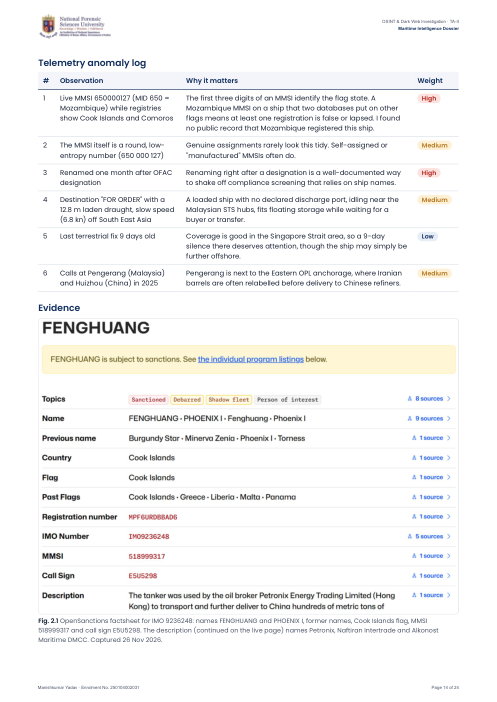 National Forensic
Sciences University
OSINT & Dark Web Investigation · TA-II
Maritime Intelligence Dossier
Telemetry anomaly log
# Observation Why it matters Weight
1 Live MMSI 650000127 (MID 650 = The first three digits of an MMSI identify the flag state. A High
Mozambique) while registries Mozambique MMSI on a ship that two databases put on other
show Cook Islands and Comoros flags means at least one registration is false or lapsed. I found
no public record that Mozambique registered this ship.
2 The MMSI itself is a round, low- Genuine assignments rarely look this tidy. Self-assigned or Medium
entropy number (650 000 127) "manufactured" MMSIs often do.
3 Renamed one month after OFAC Renaming right after a designation is a well-documented way High
designation to shake off compliance screening that relies on ship names.
4 Destination "FOR ORDER" with a A loaded ship with no declared discharge port, idling near the Medium
12.8 m laden draught, slow speed Malaysian STS hubs, fits floating storage while waiting for a
(6.8 kn) off South East Asia buyer or transfer.
5 Last terrestrial fix 9 days old Coverage is good in the Singapore Strait area, so a 9-day Low
silence there deserves attention, though the ship may simply be
further offshore.
6 Calls at Pengerang (Malaysia) Pengerang is next to the Eastern OPL anchorage, where Iranian Medium
and Huizhou (China) in 2025 barrels are often relabelled before delivery to Chinese refiners.
Evidence
FENGHUANG
FENGHUANG is subject to sanctions. See the individual program listings below.
Topics Sanctioned Debarred Shadow fleet Person of interest 8 sources >
Name FENGHUANG · PHOENIX I · Fenghuang · Phoenix I 9 sources >
Previous name Burgundy Star · Minerva Zenia · Phoenix I · Torness 1 source >
Country Cook Islands 1 source >
Flag Cook Islands 1 source >
Past Flags Cook Islands · Greece · Liberia · Malta · Panama 1 source >
Registration number 1 source >
IMO Number IMO9236248 5 sources >
MMSI 518999317 1 source >
Call Sign E5U5298 1 source >
Description The tanker was used by the oil broker Petronix Energy Trading Limited (Hong 1 source >
Kong) to transport and further deliver to China hundreds of metric tons of
Fig. 2.1 OpenSanctions factsheet for IMO 9236248: names FENGHUANG and PHOENIX I, former names, Cook Islands flag, MMSI
518999317 and call sign E5U5298. The description (continued on the live page) names Petronix, Naftiran Intertrade and Alkonost
Maritime DMCC. Captured 26 Nov 2026.
Page 14 of 24